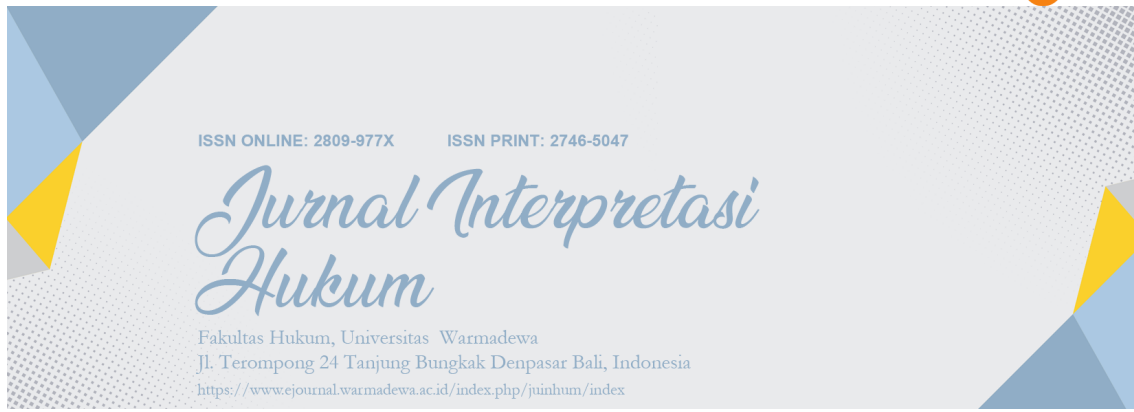 ISSN ONLINE: 2809-977X ISSN PRINT: 2746-5047
Jurnal Interpretasi
Hukum
Fakultas Hukum, Universitas Warmadewa
Jl. Terompong 24 Tanjung Bungkak Denpasar Bali, Indonesia
https://www.ejournal.warmadewa.ac.id/index.php/juinhum/index